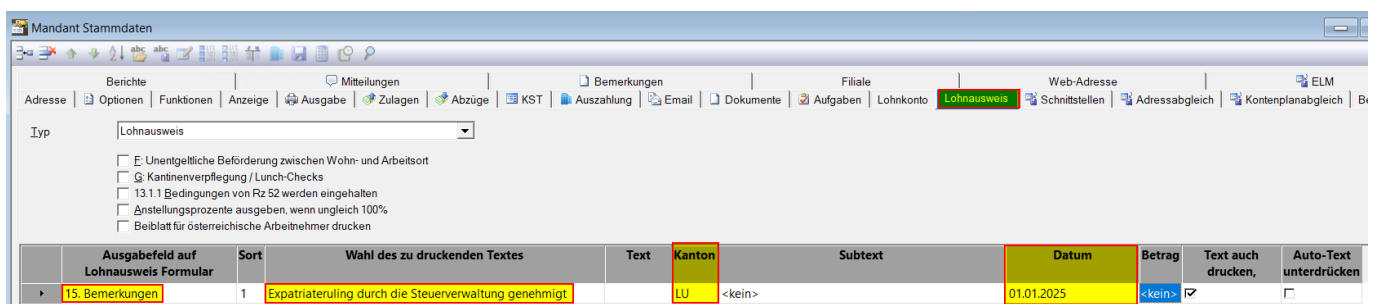 Mandant Stammdaten
Berichte Mitteilungen Bemerkungen Filiale Web-Adresse ELM
Adresse Optionen Funktionen Anzeige Ausgabe Zulagen Abzüge KST Auszahlung Email Dokumente Aufgaben Lohnkonto Lohnausweis Schnittstellen Adressabgleich Kontenplanabgleich Be
Typ Lohnausweis
F: Unentgeltliche Beförderung zwischen Wohn- und Arbeitsort
G: Kantinenverpflegung / Lunch-Checks
13.1.1 Bedingungen von Rz 52 werden eingehalten
Anstellungsprozente ausgeben, wenn ungleich 100%
Beiblatt für österreichische Arbeitnehmer drucken
Ausgabefeld auf Lohnausweis Formular Sort Wahl des zu druckenden Textes Text Kanton Subtext Datum Betrag Text auch drucken, Auto-Text unterdrücken
15. Bemerkungen 1 Expatriateruling durch die Steuerverwaltung genehmigt LU <kein> 01.01.2025 <kein>